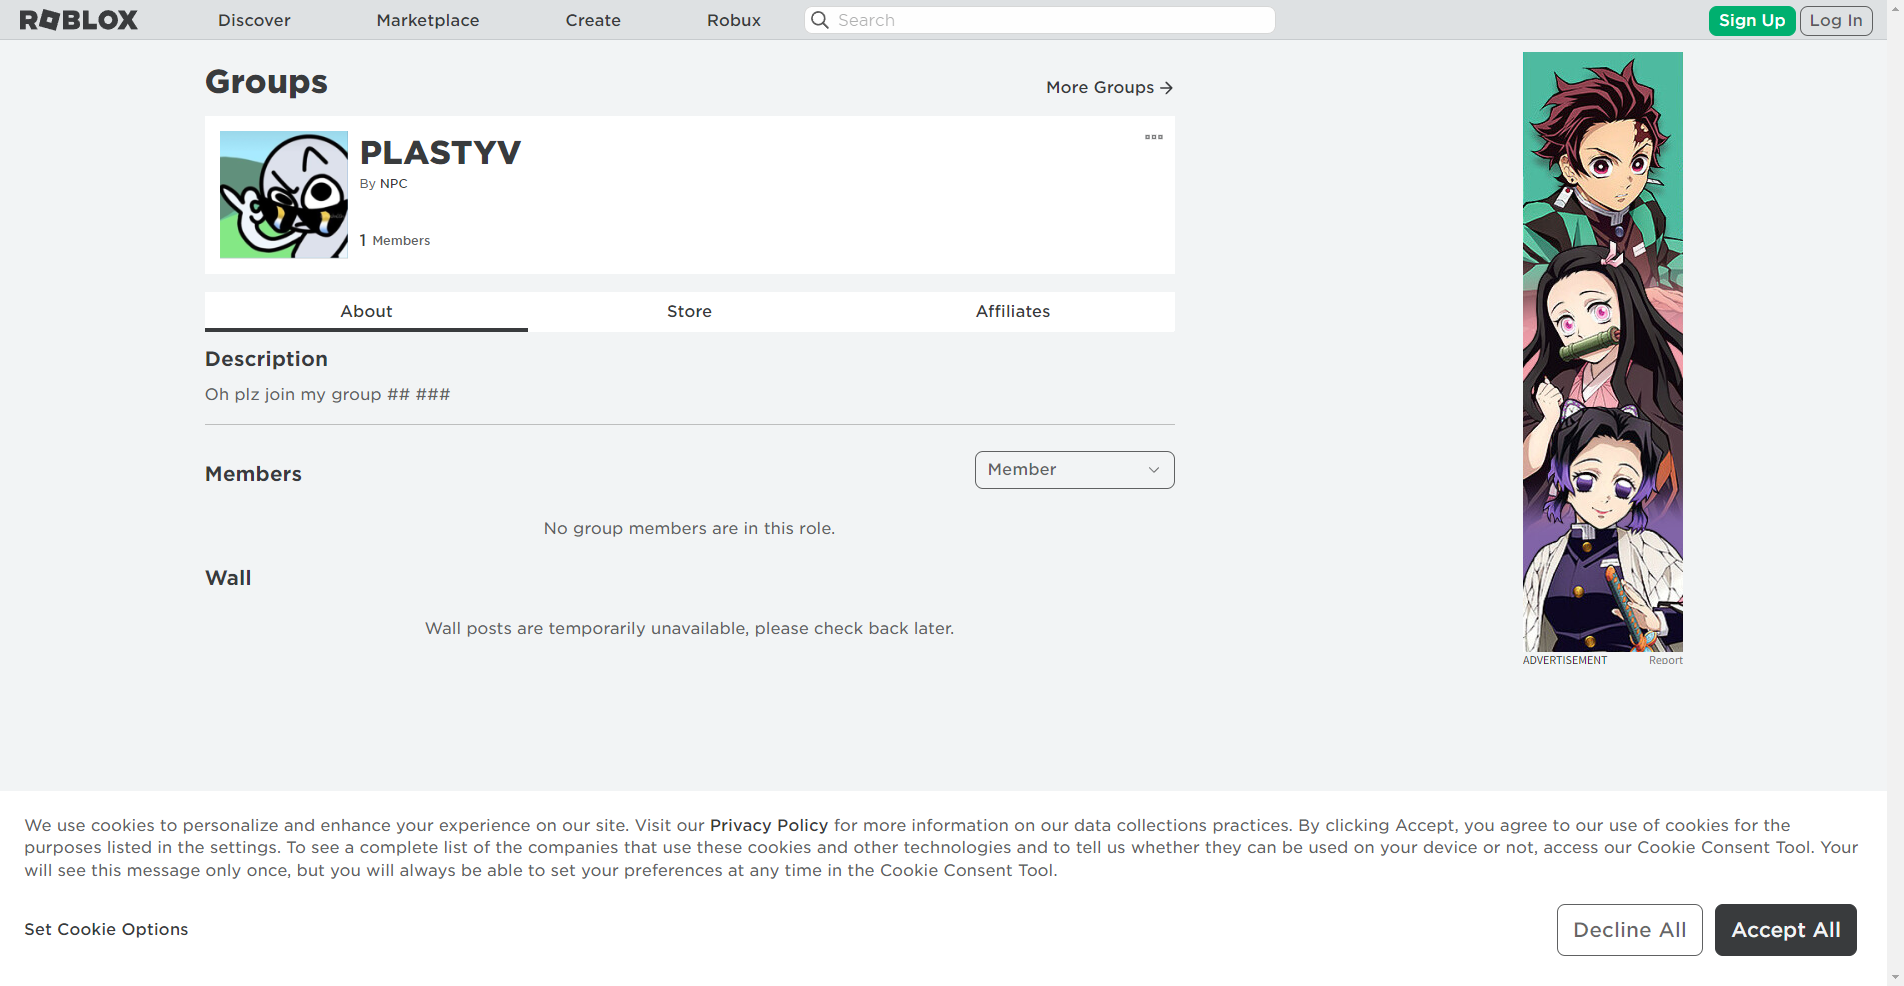 ROBLOX Discover Marketplace Create Robux Search Sign Up Log In
Groups More Groups →
PLASTYV
By NPC
1 Members
About Store Affiliates
Description
Oh plz join my group ## ###
Members Member
No group members are in this role.
Wall
Wall posts are temporarily unavailable, please check back later.
ADVERTISEMENT Report
We use cookies to personalize and enhance your experience on our site. Visit our Privacy Policy for more information on our data collections practices. By clicking Accept, you agree to our use of cookies for the
purposes listed in the settings. To see a complete list of the companies that use these cookies and other technologies and to tell us whether they can be used on your device or not, access our Cookie Consent Tool. Your
will see this message only once, but you will always be able to set your preferences at any time in the Cookie Consent Tool.
Set Cookie Options Decline All Accept All